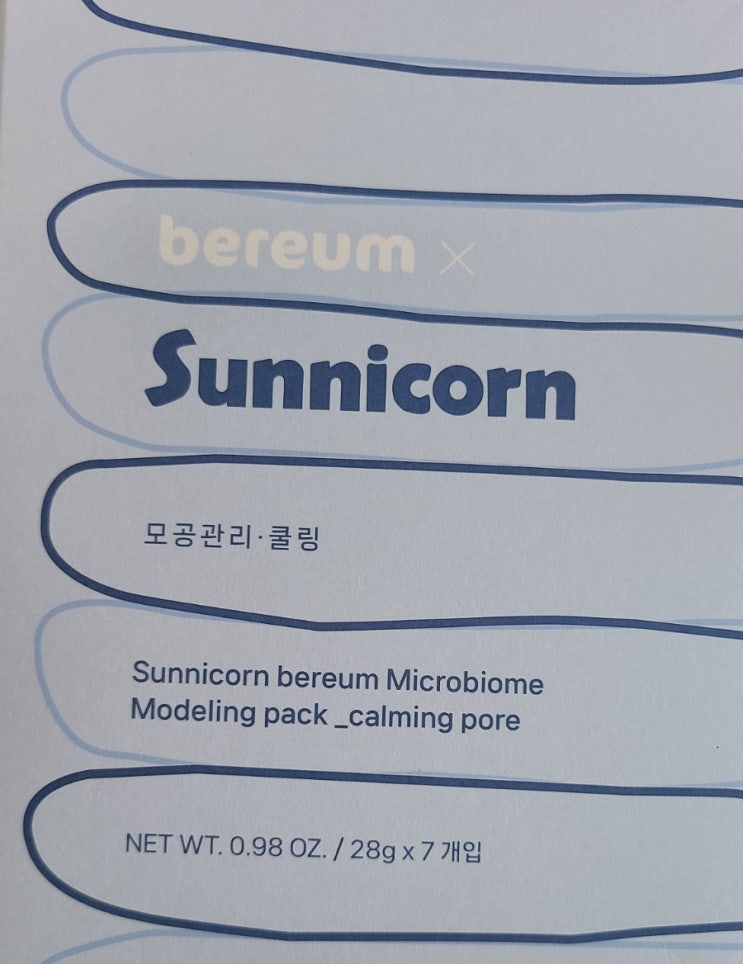 bereum ×
Sunnicorn
모공관리·쿨링
Sunnicorn bereum Microbiome
Modeling pack _calming pore
NET WT. 0.98 OZ. / 28g x 7 개입